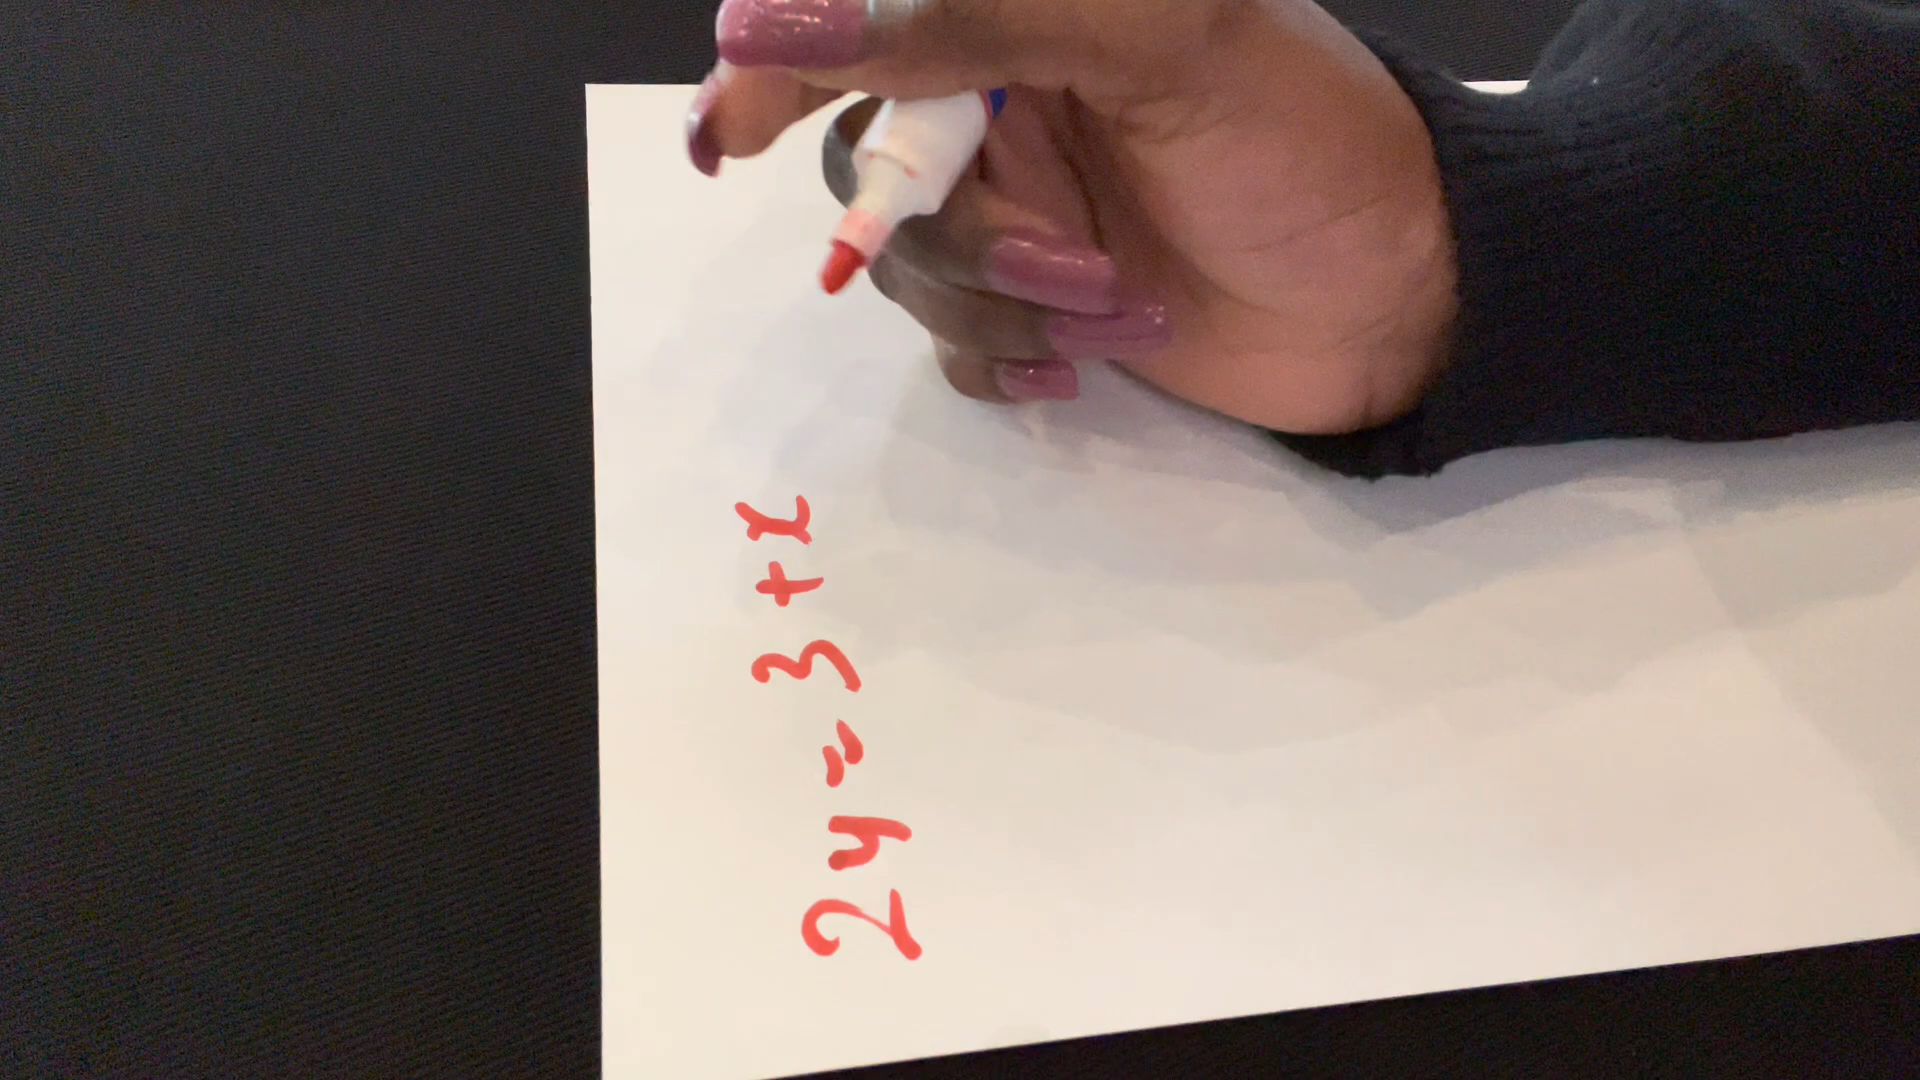 2y = 3 + x